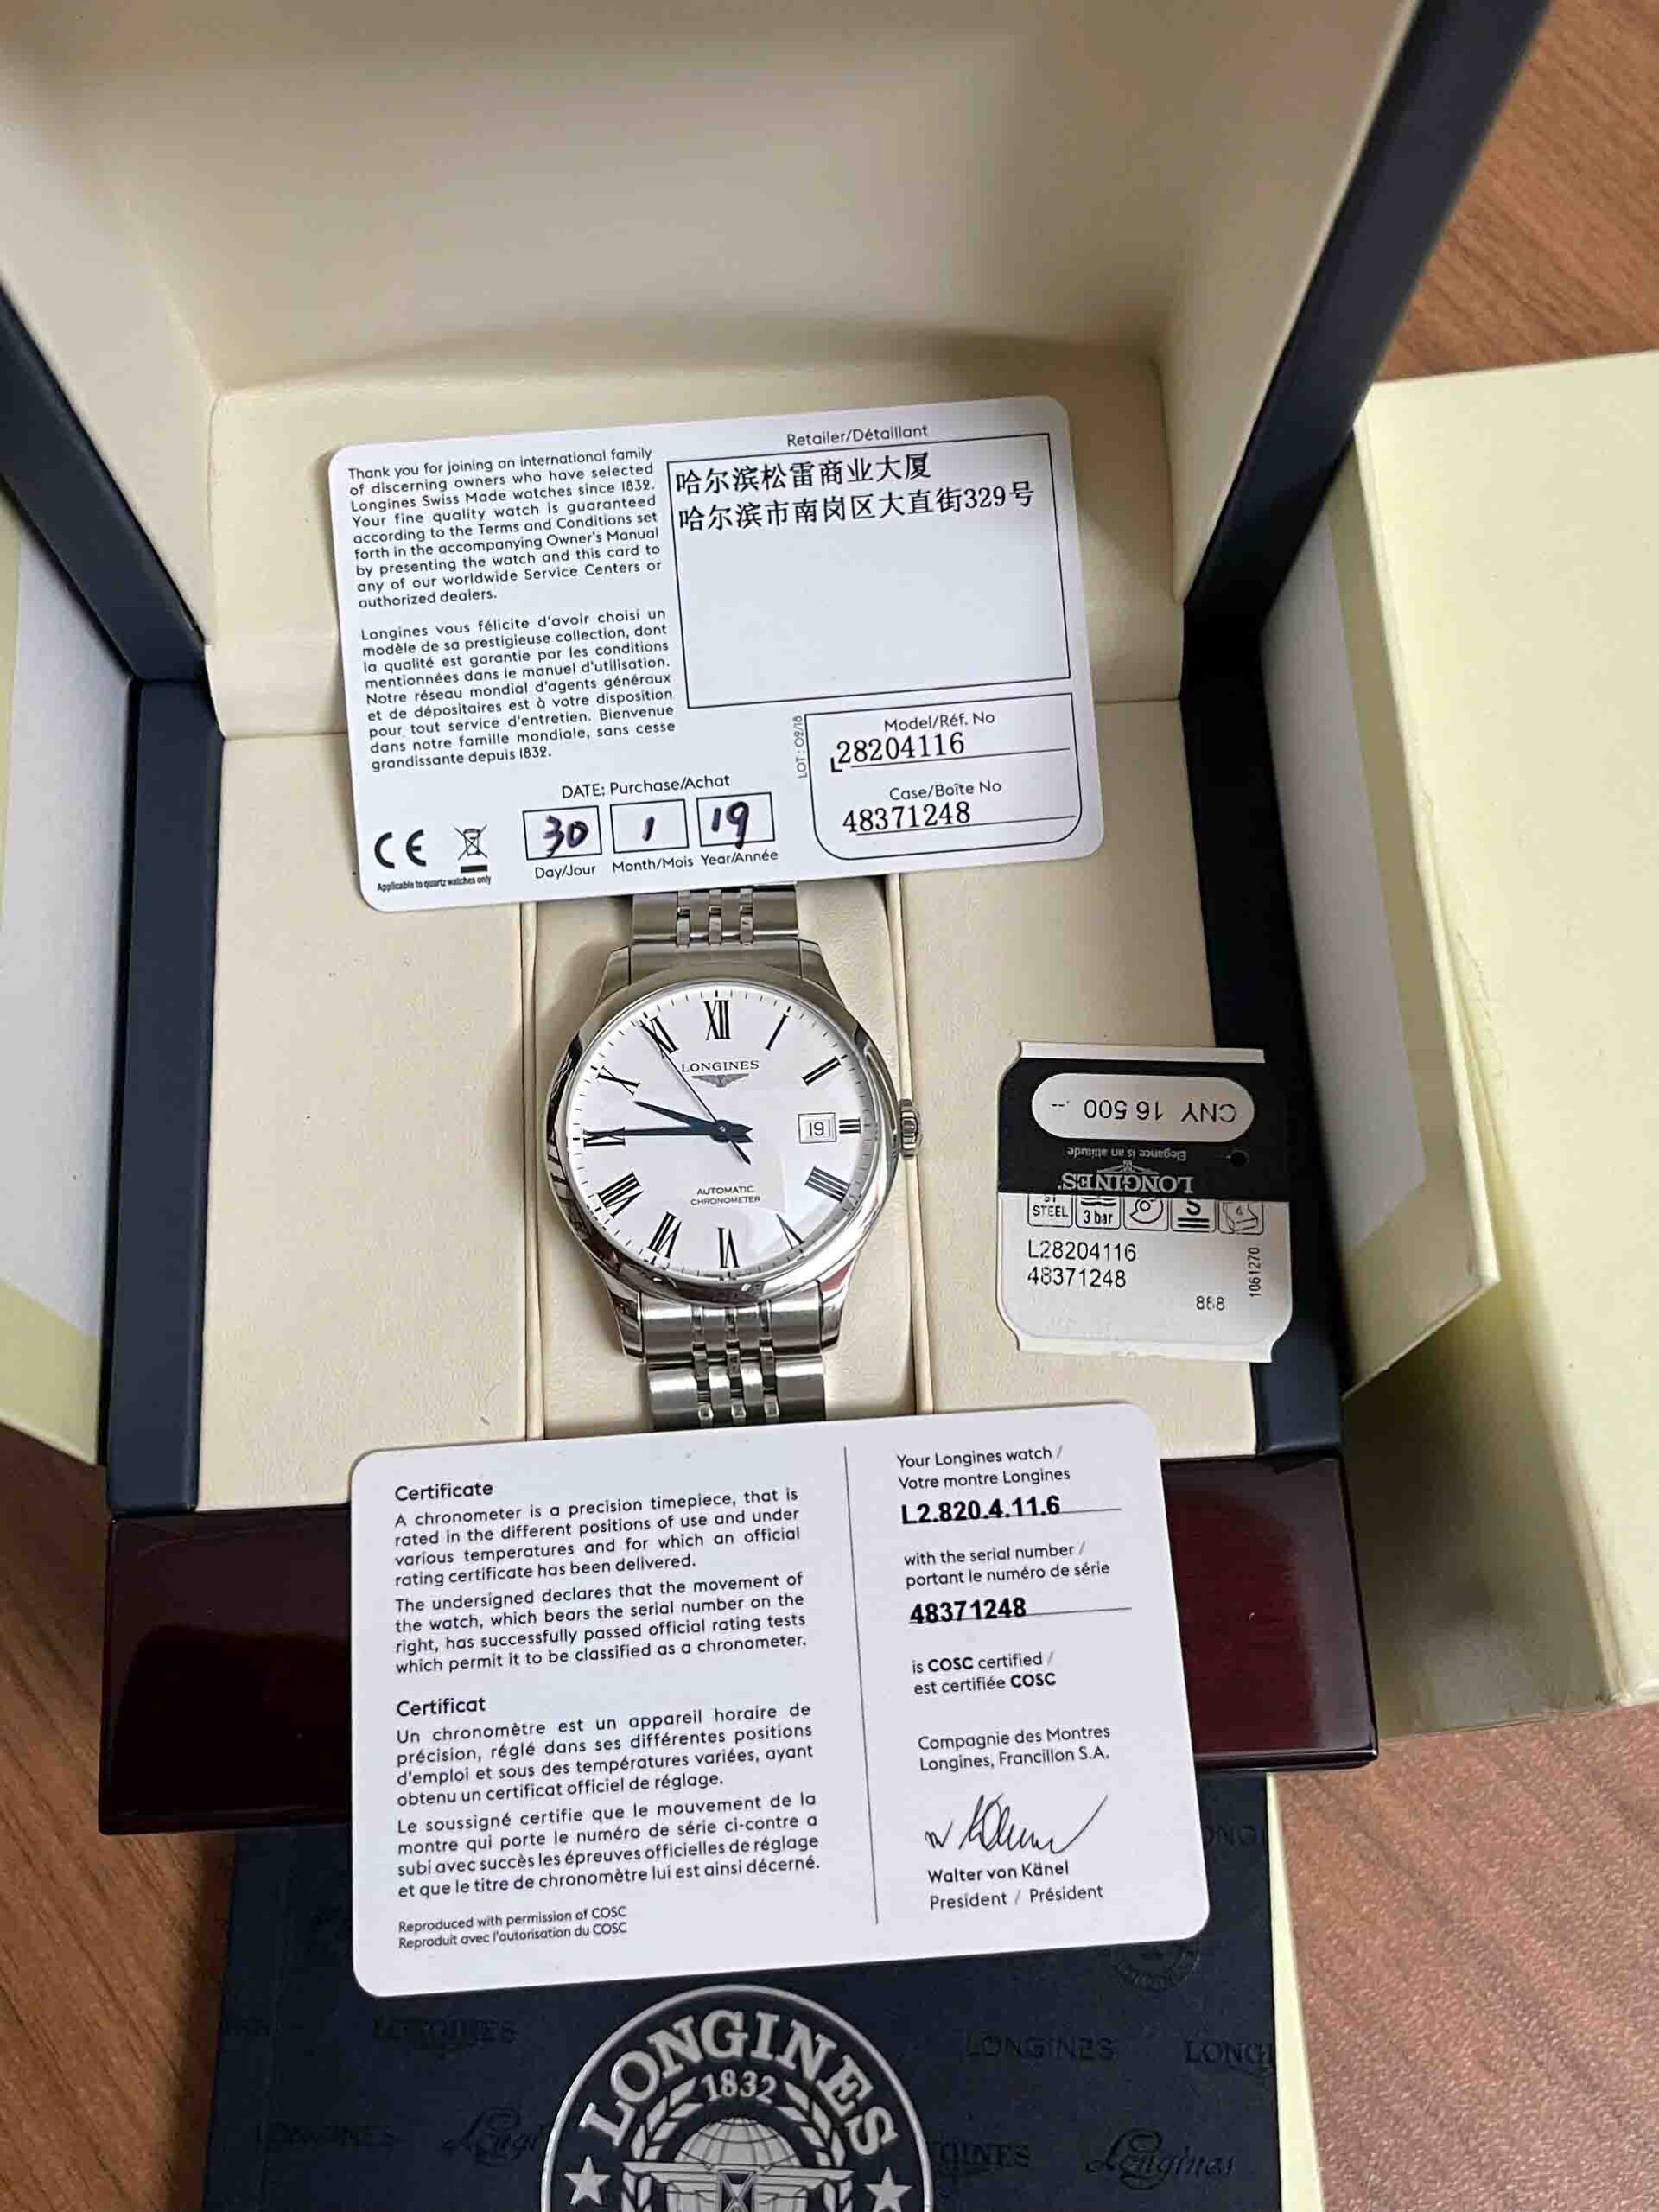 Thank you for joining an international family
of discerning owners who have selected
Longines Swiss Made watches since 1832.
Your fine quality watch is guaranteed
according to the Terms and Conditions set
forth in the accompanying Owner's Manual
by presenting the watch and this card to
any of our worldwide Service Centers or
authorized dealers.
Longines vous félicite d'avoir choisi un
modèle de sa prestigieuse collection, dont
la qualité est garantie par les conditions
mentionnées dans le manuel d'utilisation.
Notre réseau mondial d'agents généraux
et de dépositaires est à votre disposition
pour tout service d'entretien. Bienvenue
dans notre famille mondiale, sans cesse
grandissante depuis 1832.
Retailer/Détaillant
哈尔滨松雷商业大厦
哈尔滨市南岗区大直街329号
LOT: 02/18
Model/Réf. No
L28204116
Case/Boîte No
48371248
DATE: Purchase/Achat
30 1 19
Day/Jour Month/Mois Year/Année
CE
Applicable to quartz watches only
XII
I
II
III
IIII
V
VI
VII
VIII
IX
X
XI
LONGINES
19
AUTOMATIC
CHRONOMETER
CNY 16 500 .--
Elegance is an attitude
LONGINES
STEEL
3 bar
L28204116
48371248
868
1061270
Certificate
A chronometer is a precision timepiece, that is
rated in the different positions of use and under
various temperatures and for which an official
rating certificate has been delivered.
The undersigned declares that the movement of
the watch, which bears the serial number on the
right, has successfully passed official rating tests
which permit it to be classified as a chronometer.
Certificat
Un chronomètre est un appareil horaire de
précision, réglé dans ses différentes positions
d'emploi et sous des températures variées, ayant
obtenu un certificat officiel de réglage.
Le soussigné certifie que le mouvement de la
montre qui porte le numéro de série ci-contre a
subi avec succès les épreuves officielles de réglage
et que le titre de chronomètre lui est ainsi décerné.
Reproduced with permission of COSC
Reproduit avec l'autorisation du COSC
Your Longines watch /
Votre montre Longines
L2.820.4.11.6
with the serial number /
portant le numéro de série
48371248
is COSC certified /
est certifiée COSC
Compagnie des Montres
Longines, Francillon S.A.
Walter von Känel
President / Président
LONGINES
1832
LONGINES
LONGINES
Longines